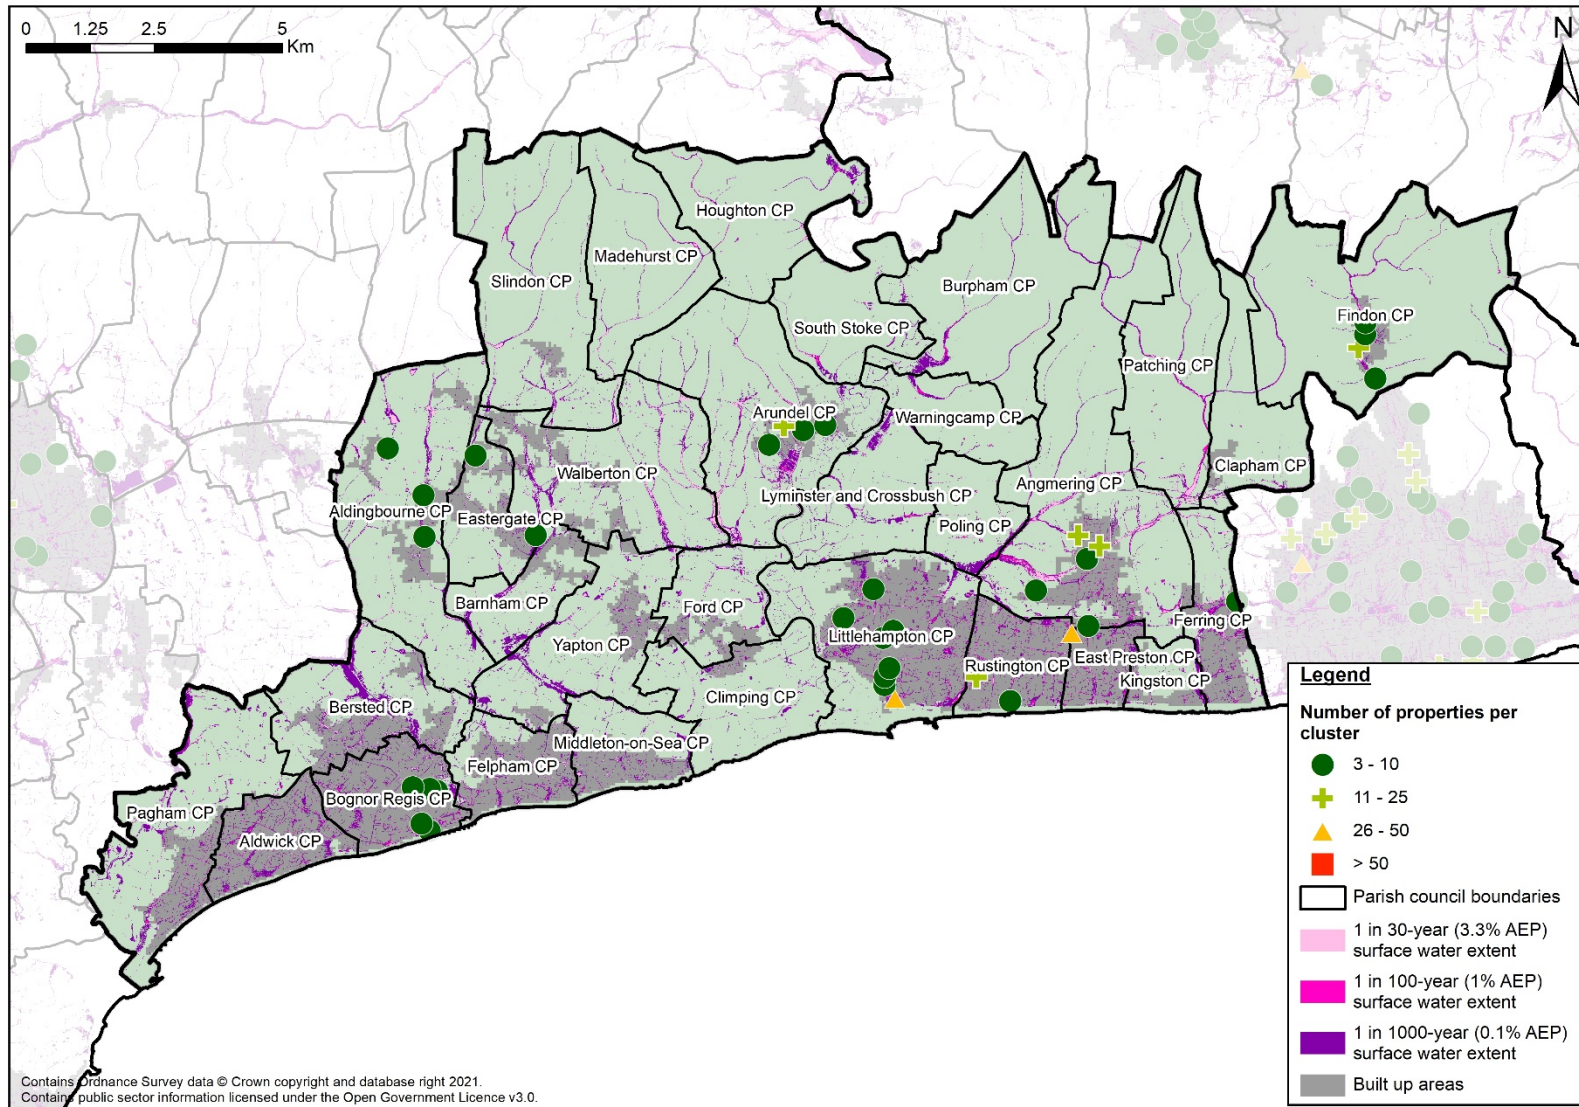 0 1.25 2.5 5
Km
N
Houghton CP
Madehurst CP
Slindon CP
Burpham CP
South Stoke CP
Findon CP
Patching CP
Arundel CP
Warningcamp CP
Walberton CP
Clapham CP
Lyminster and Crossbush CP
Angmering CP
Aldingbourne CP
Eastergate CP
Poling CP
Barnham CP
Ford CP
Ferring CP
Littlehampton CP
Yapton CP
East Preston CP
Rustington CP
Kingston CP
Climping CP
Bersted CP
Middleton-on-Sea CP
Felpham CP
Bognor Regis CP
Pagham CP
Aldwick CP
Legend
Number of properties per
cluster
3 - 10
11 - 25
26 - 50
> 50
Parish council boundaries
1 in 30-year (3.3% AEP)
surface water extent
1 in 100-year (1% AEP)
surface water extent
1 in 1000-year (0.1% AEP)
surface water extent
Built up areas
Contains Ordnance Survey data © Crown copyright and database right 2021.
Contains public sector information licensed under the Open Government Licence v3.0.